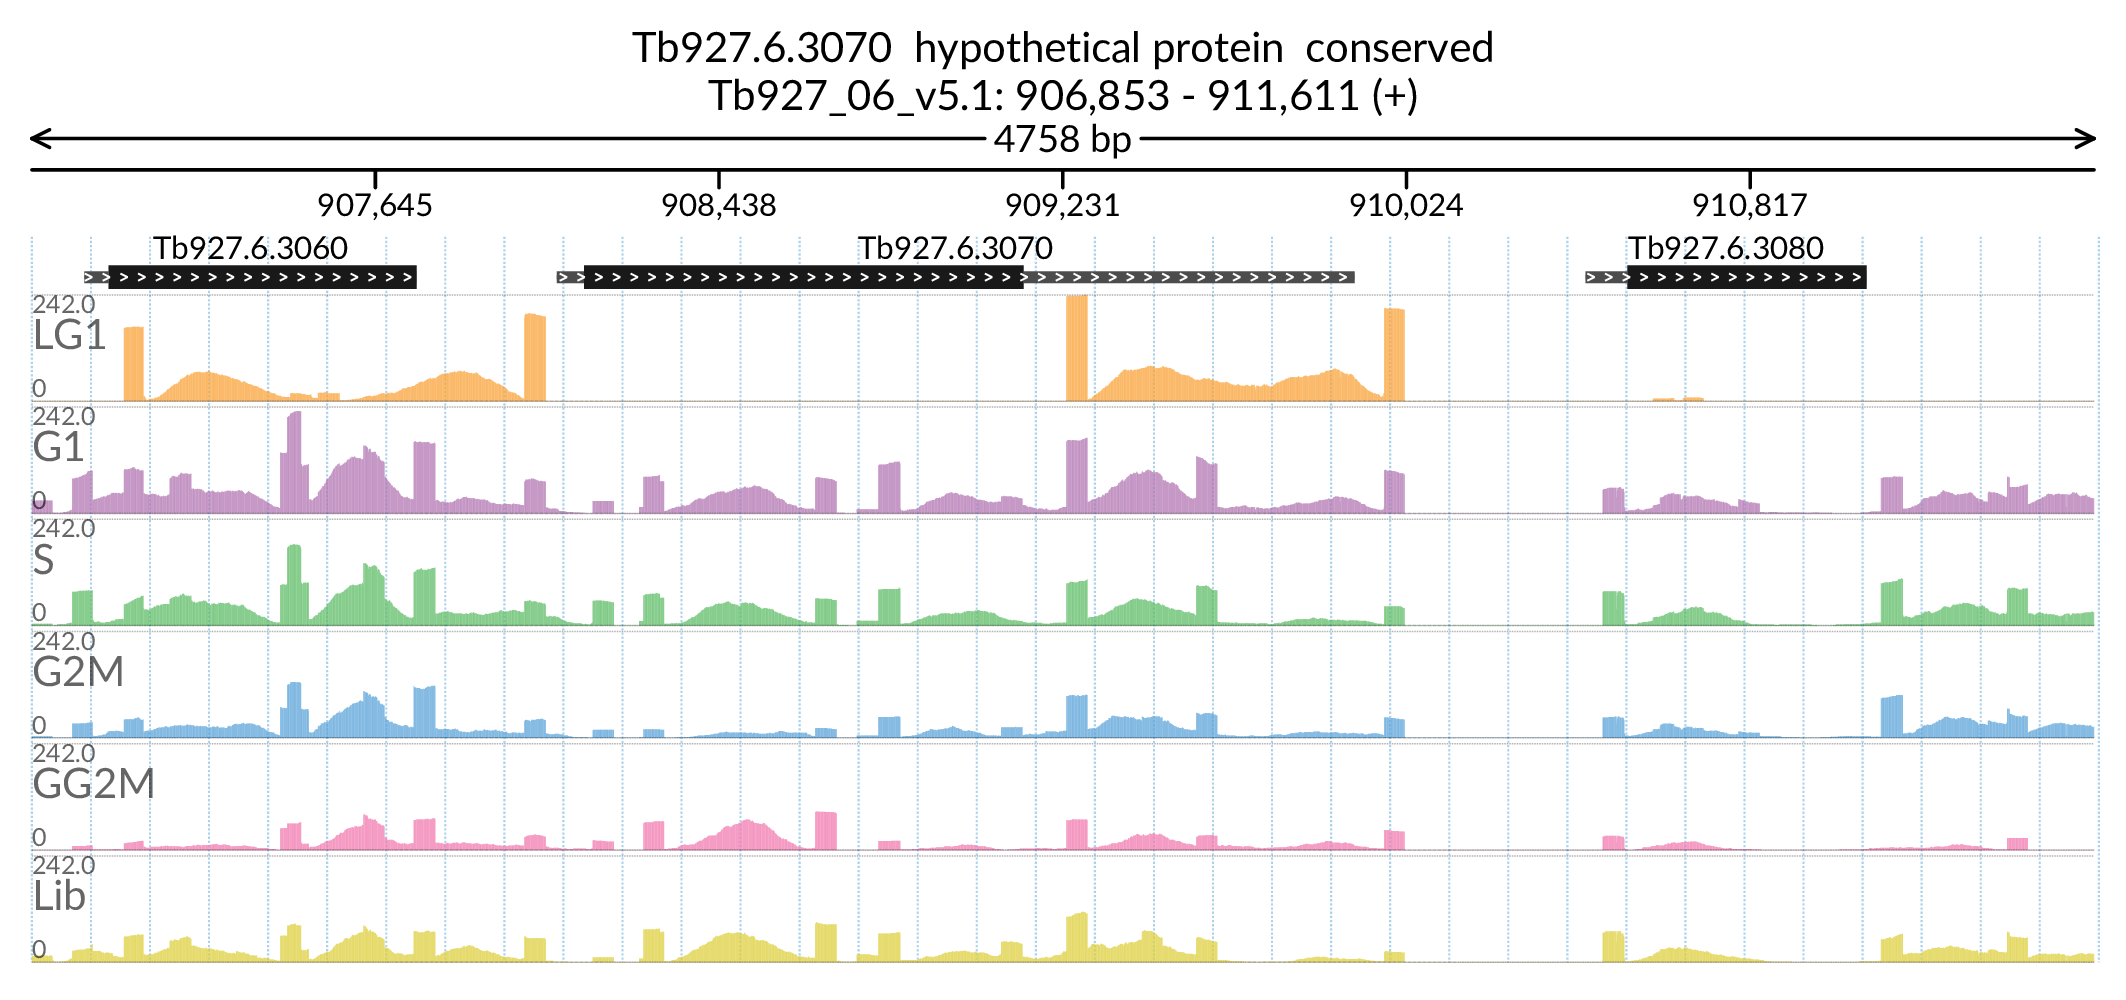 Tb927.6.3070 hypothetical protein conserved
Tb927_06_v5.1: 906,853 - 911,611 (+)
4758 bp
907,645 908,438 909,231 910,024 910,817
Tb927.6.3060 Tb927.6.3070 Tb927.6.3080
242.0
LG1
0
242.0
G1
0
242.0
S
0
242.0
G2M
0
242.0
GG2M
0
242.0
Lib
0